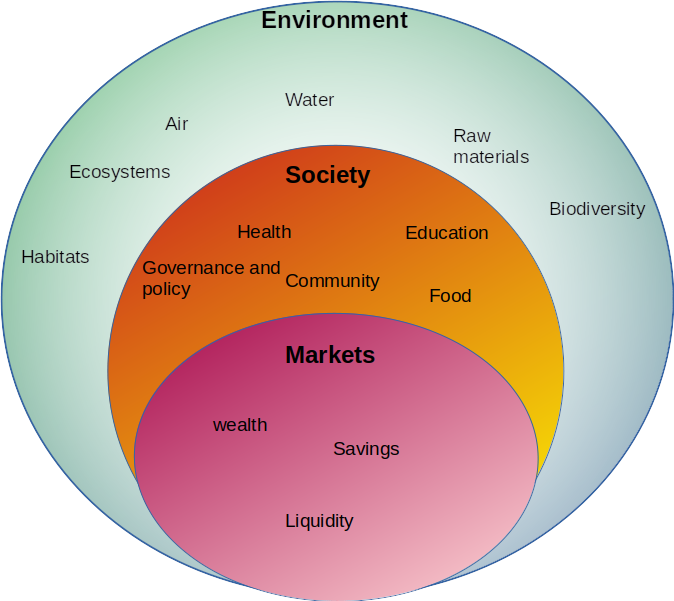 Environment
Water
Air
Raw
materials
Ecosystems
Biodiversity
Habitats
Society
Health
Education
Governance and
policy
Community
Food
Markets
wealth
Savings
Liquidity